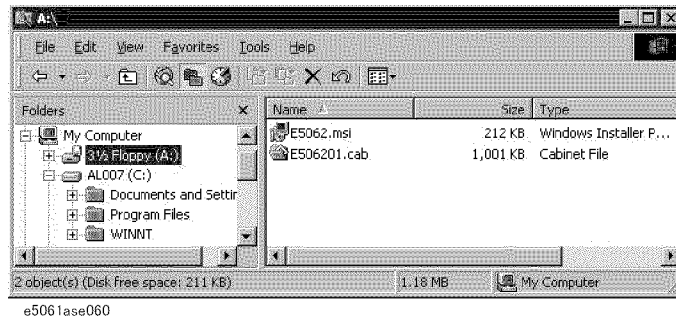 A:\
File Edit View Favorites Tools Help
Folders
My Computer
3½ Floppy (A:)
AL007 (C:)
Documents and Settir
Program Files
WINNT
Name Size Type
E5062.msi 212 KB Windows Installer P...
E506201.cab 1,001 KB Cabinet File
2 object(s) (Disk free space: 211 KB) 1.18 MB My Computer
e5061ase060